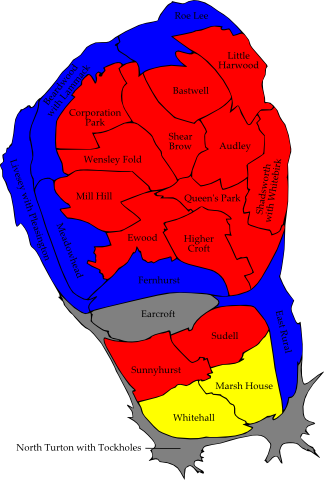 Roe Lee
Little
Harwood
Beardwood
with Lammack
Bastwell
Corporation
Park
Shear
Brow
Audley
Wensley Fold
Livesey with Pleasington
Shadsworth
with Whitebirk
Mill Hill
Queen's Park
Meadowhead
Ewood
Higher
Croft
Fernhurst
Earcroft
East Rural
Sudell
Sunnyhurst
Marsh House
Whitehall
North Turton with Tockholes